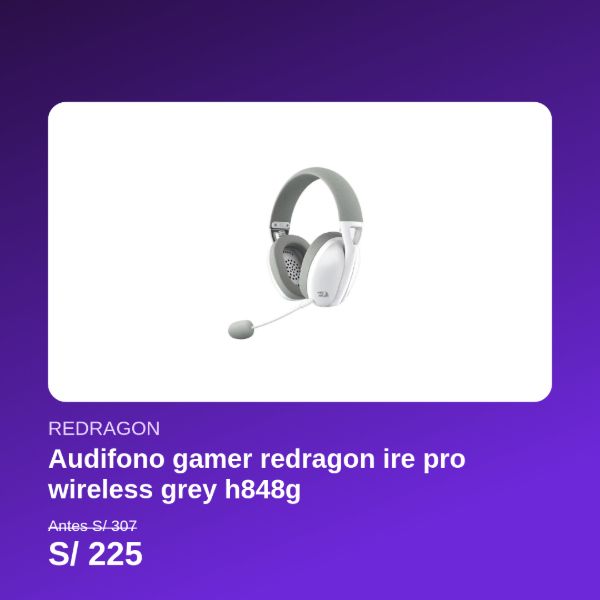 REDRAGON
Audifono gamer redragon ire pro
wireless grey h848g
Antes S/ 307
S/ 225